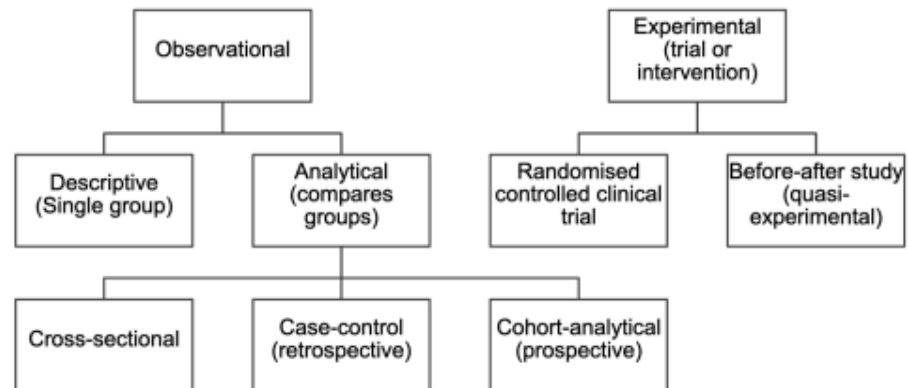 Observational
Experimental
(trial or
intervention)
Descriptive
(Single group)
Analytical
(compares
groups)
Randomised
controlled clinical
trial
Before-after study
(quasi-
experimental)
Cross-sectional
Case-control
(retrospective)
Cohort-analytical
(prospective)